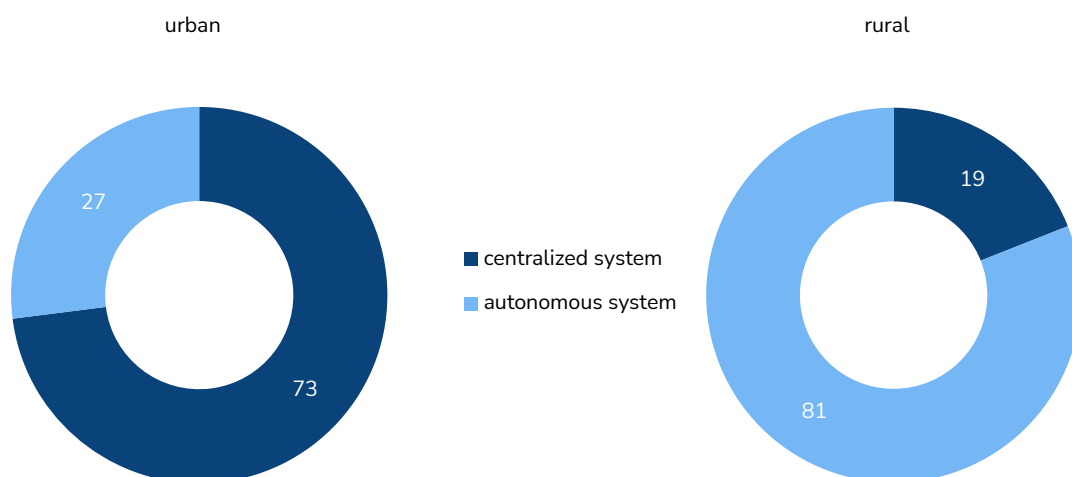 urban
rural
27
73
centralized system
autonomous system
19
81